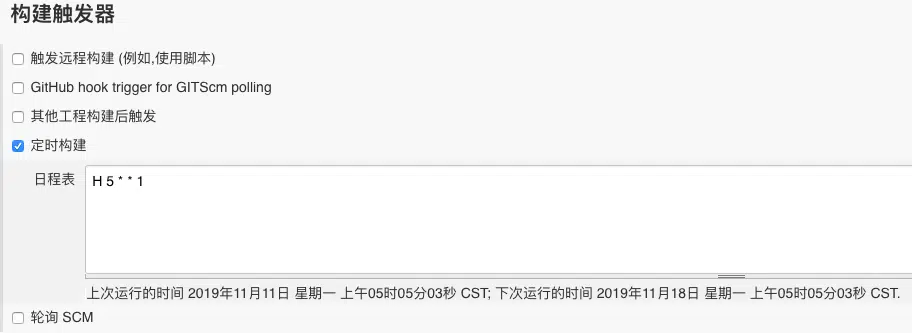 构建触发器
触发远程构建 (例如,使用脚本)
GitHub hook trigger for GITScm polling
其他工程构建后触发
定时构建
日程表
H 5 * * 1
上次运行的时间 2019年11月11日 星期一 上午05时05分03秒 CST; 下次运行的时间 2019年11月18日 星期一 上午05时05分03秒 CST.
轮询 SCM